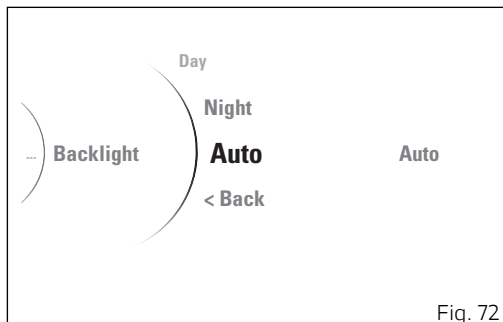 Day
Night
... Backlight Auto Auto
< Back
Fig. 72